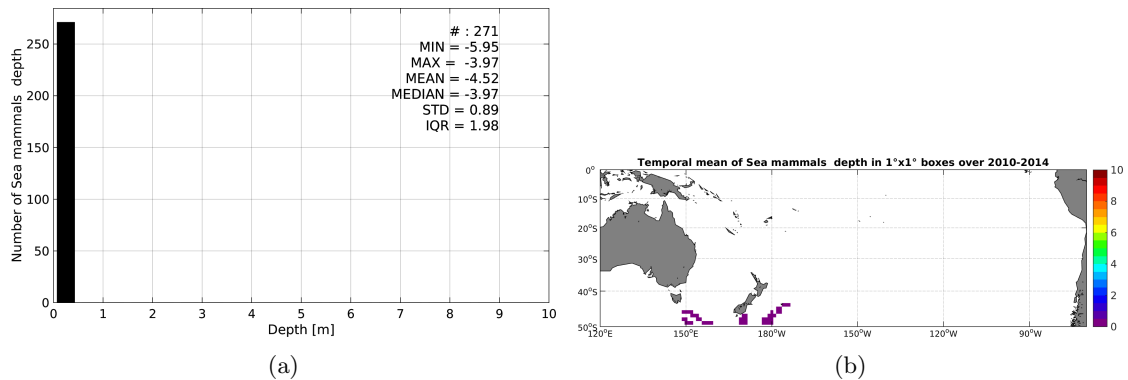 # : 271
MIN = -5.95
MAX = -3.97
MEAN = -4.52
MEDIAN = -3.97
STD = 0.89
IQR = 1.98
250
200
150
100
50
0
Number of Sea mammals depth
0 1 2 3 4 5 6 7 8 9 10
Depth [m]
(a)
Temporal mean of Sea mammals depth in 1°x1° boxes over 2010-2014
0°
10°S
20°S
30°S
40°S
50°S
120°E 150°E 180°W 150°W 120°W 90°W
10
8
6
4
2
0
(b)